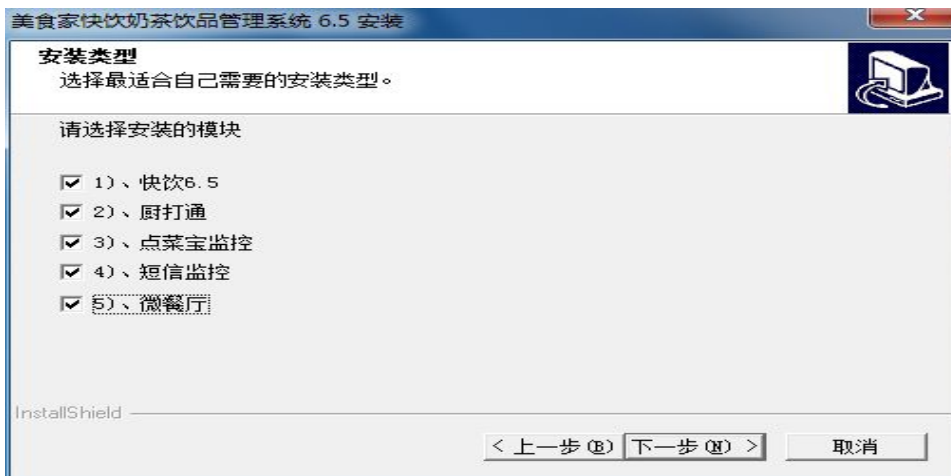 美食家快饮奶茶饮品管理系统 6.5 安装
安装类型
选择最适合自己需要的安装类型。
请选择安装的模块
1)、快饮6.5
2)、厨打通
3)、点菜宝监控
4)、短信监控
5)、微餐厅
InstallShield
< 上一步(B) 下一步(N) > 取消